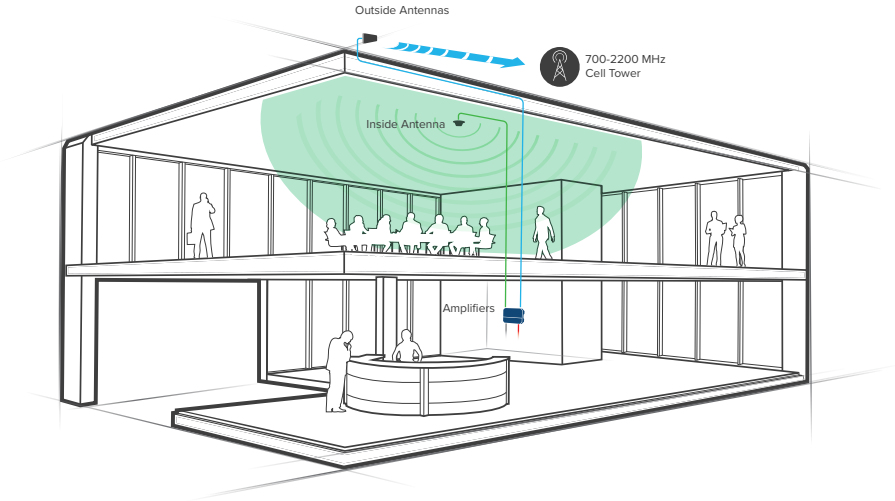 Outside Antennas
700-2200 MHz
Cell Tower
Inside Antenna
Amplifiers